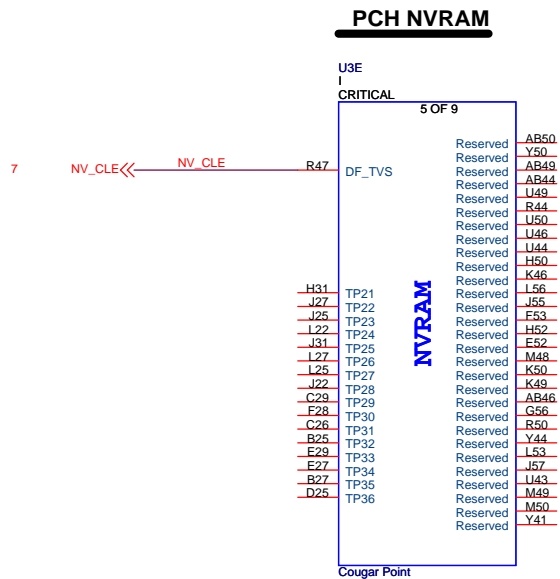 PCH NVRAM
U3E
I
CRITICAL
5 OF 9
7 NV_CLE NV_CLE R47 DF_TVS
Reserved AB50
Reserved Y50
Reserved AB49
Reserved AB44
Reserved U49
Reserved R44
Reserved U50
Reserved U46
Reserved U44
Reserved H50
Reserved K46
Reserved L56
Reserved J55
Reserved F53
Reserved H52
Reserved E52
Reserved M48
Reserved K50
Reserved K49
Reserved AB46
Reserved G56
Reserved R50
Reserved Y44
Reserved L53
Reserved J57
Reserved U43
Reserved M49
Reserved M50
Reserved Y41
H31 TP21
J27 TP22
J25 TP23
L22 TP24
J31 TP25
L27 TP26
L25 TP27
J22 TP28
C29 TP29
F28 TP30
C26 TP31
B25 TP32
E29 TP33
E27 TP34
B27 TP35
D25 TP36
NVRAM
Cougar Point